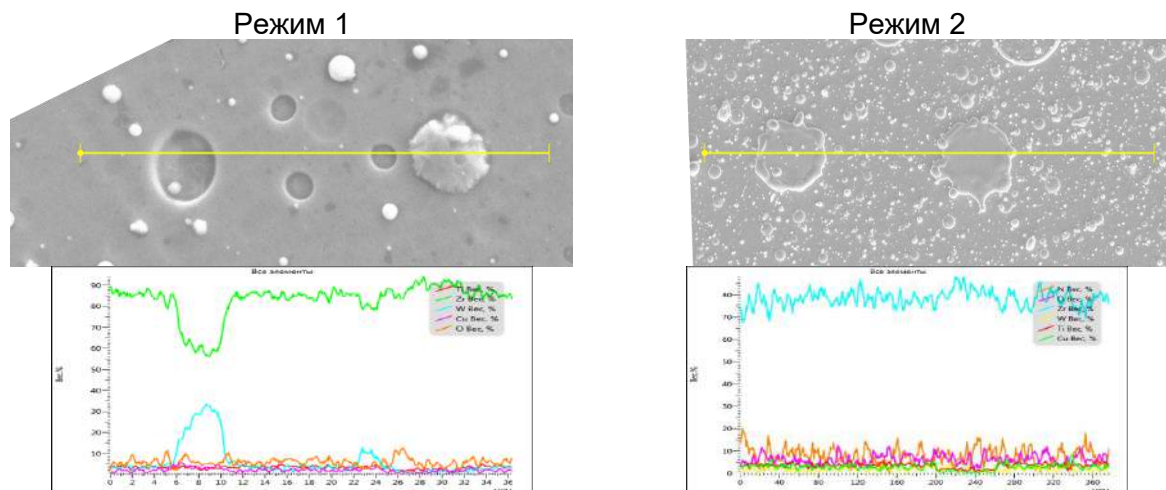 Режим 1
Режим 2
Все элементы
Ti Вес, %
Zr Вес, %
W Вес, %
Cu Вес, %
O Вес, %
90
80
70
60
50
40
30
20
10
Вес.%
0 2 4 6 8 10 12 14 16 18 20 22 24 26 28 30 32 34 36
Все элементы
N Вес, %
O Вес, %
Zr Вес, %
W Вес, %
Ti Вес, %
Cu Вес, %
80
70
60
50
40
30
20
10
0
Вес.%
0 40 80 120 160 200 240 280 320 360